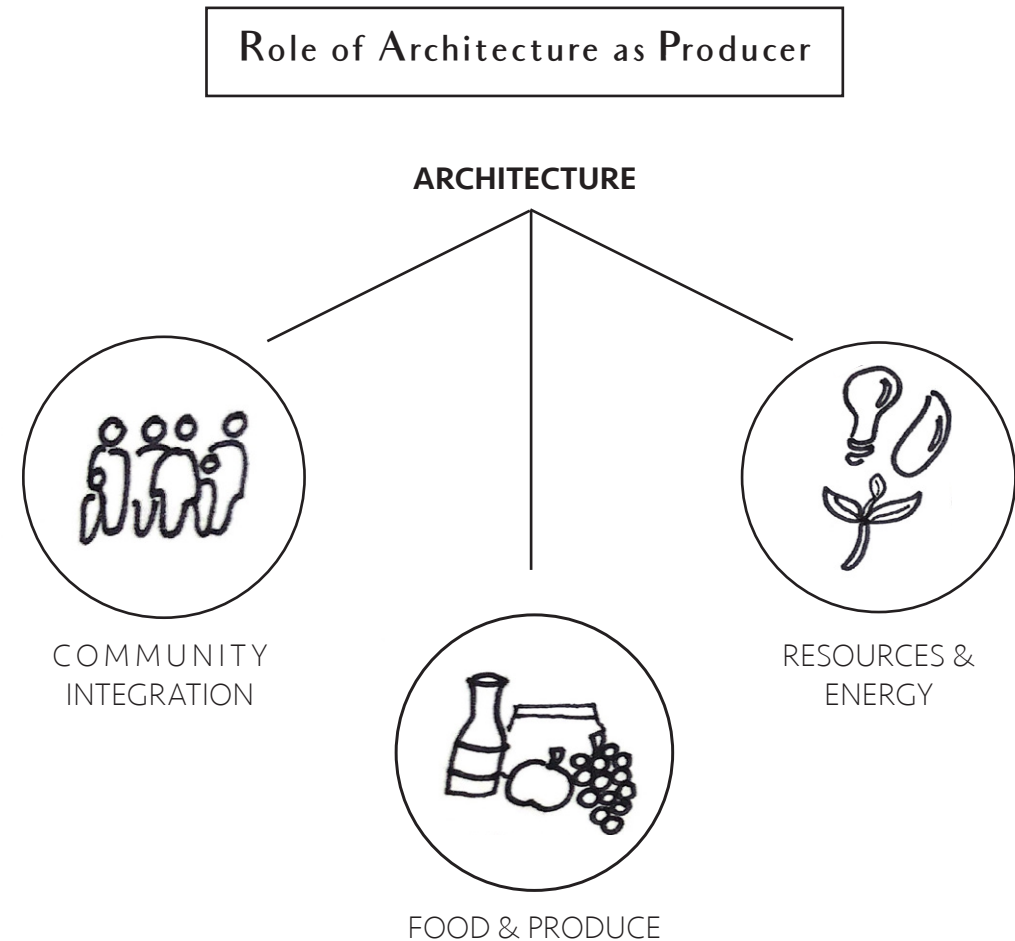 Role of Architecture as Producer
ARCHITECTURE
COMMUNITY
INTEGRATION
RESOURCES &
ENERGY
FOOD & PRODUCE